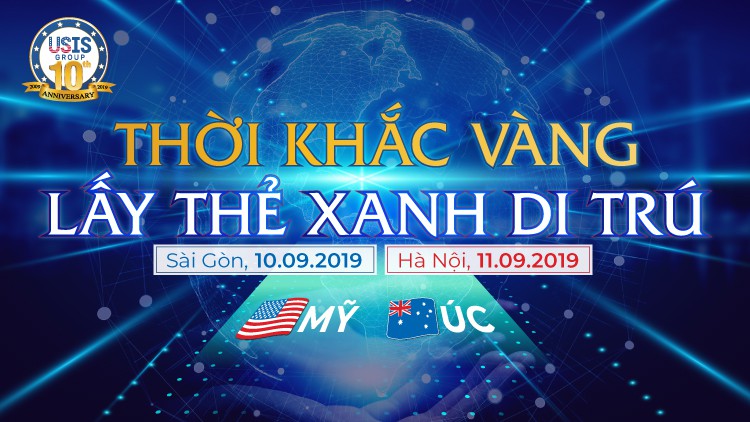 USIS
GROUP
10th
2009 ANNIVERSARY 2019
THỜI KHẮC VÀNG
LẤY THẺ XANH DI TRÚ
Sài Gòn, 10.09.2019 Hà Nội, 11.09.2019
MỸ ÚC